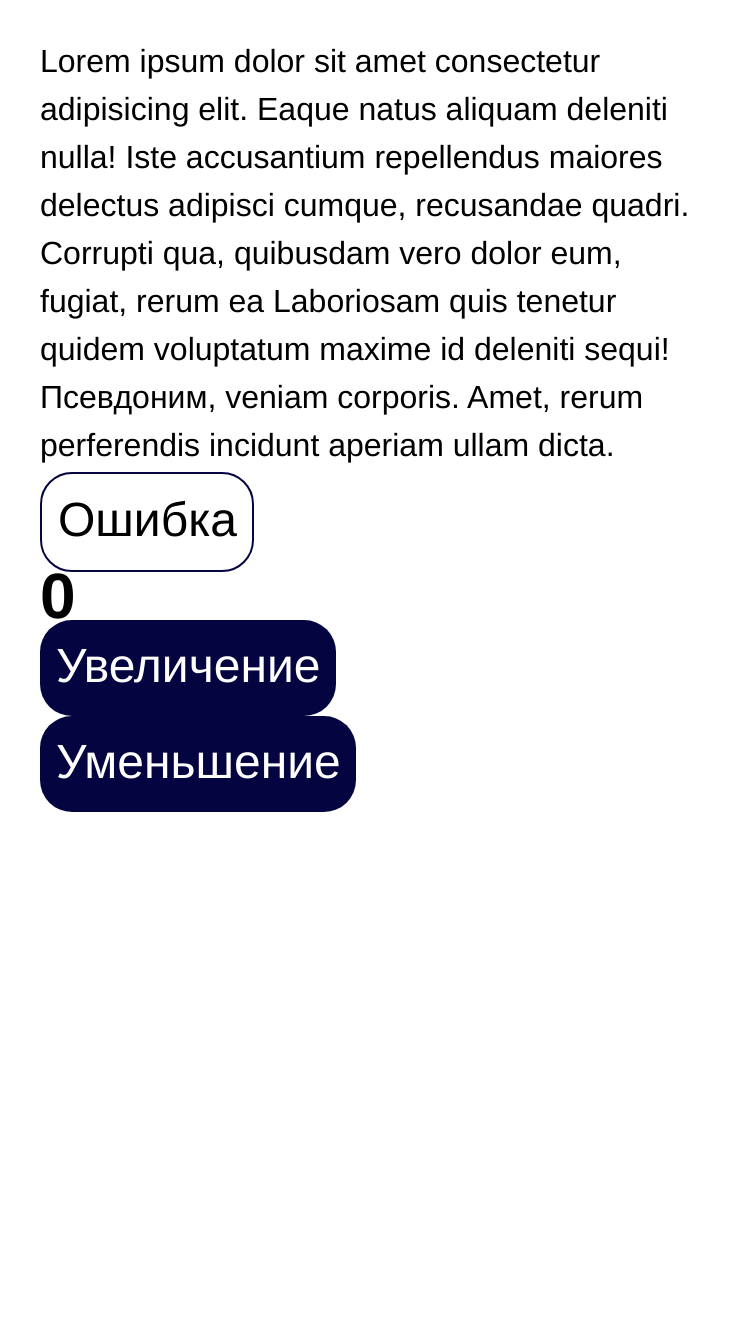 Lorem ipsum dolor sit amet consectetur
adipisicing elit. Eaque natus aliquam deleniti
nulla! Iste accusantium repellendus maiores
delectus adipisci cumque, recusandae quadri.
Corrupti qua, quibusdam vero dolor eum,
fugiat, rerum ea Laboriosam quis tenetur
quidem voluptatum maxime id deleniti sequi!
Псевдоним, veniam corporis. Amet, rerum
perferendis incidunt aperiam ullam dicta.
Ошибка
0
Увеличение
Уменьшение